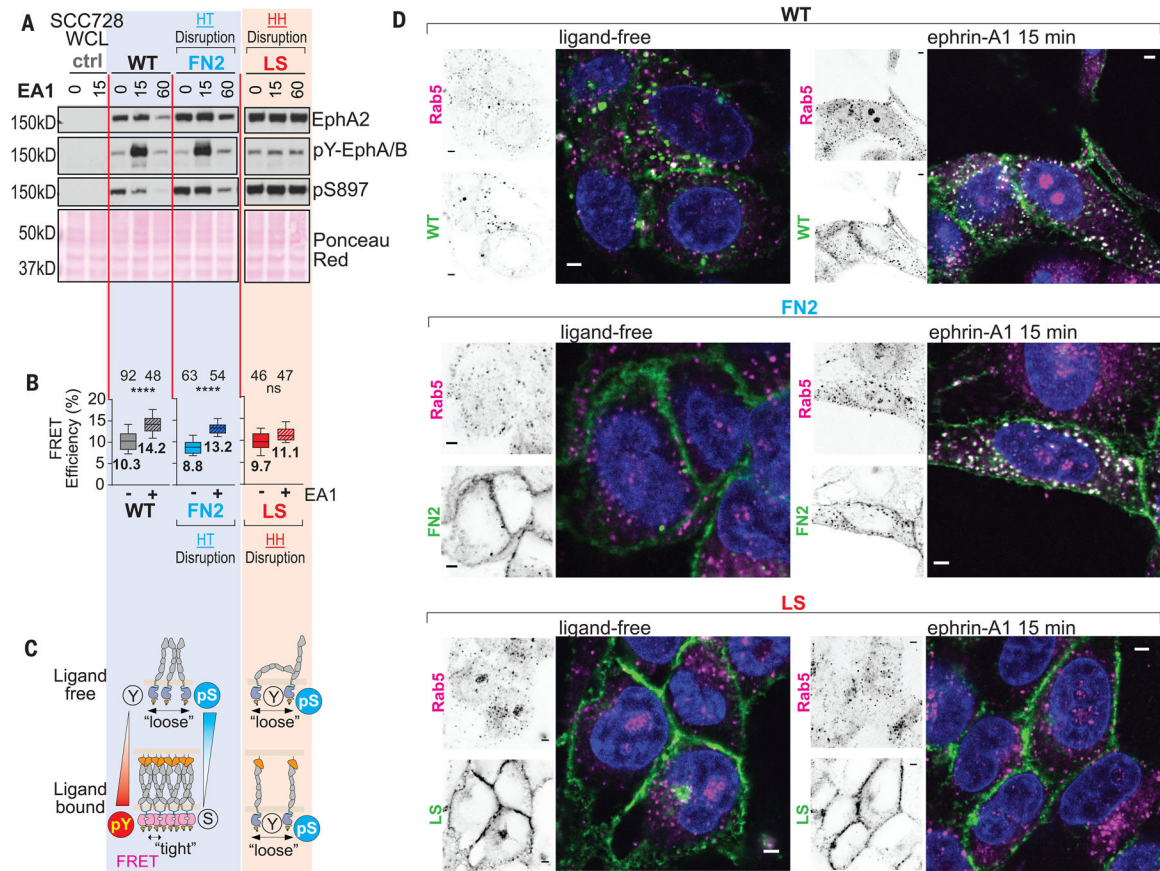 A
SCC728
WCL
ctrl
WT
HT
Disruption
FN2
HH
Disruption
LS
EA1 0 15 0 15 60 0 15 60 0 15 60
150kD EphA2
150kD pY-EphA/B
150kD pS897
50kD
37kD
Ponceau
Red
B
92 48 63 54 46 47
**** **** ns
FRET
Efficiency (%)
20
15
10
5
0
10.3 14.2 8.8 13.2 9.7 11.1
- + - + - + EA1
WT FN2 LS
HT
Disruption
HH
Disruption
C
Ligand
free
Y
pS
"loose"
Y
pS
"loose"
Ligand
bound
pY
S
"tight"
FRET
Y
pS
"loose"
D
WT
ligand-free
ephrin-A1 15 min
Rab5
WT
Rab5
WT
FN2
ligand-free
ephrin-A1 15 min
Rab5
FN2
Rab5
FN2
LS
ligand-free
ephrin-A1 15 min
Rab5
LS
Rab5
LS